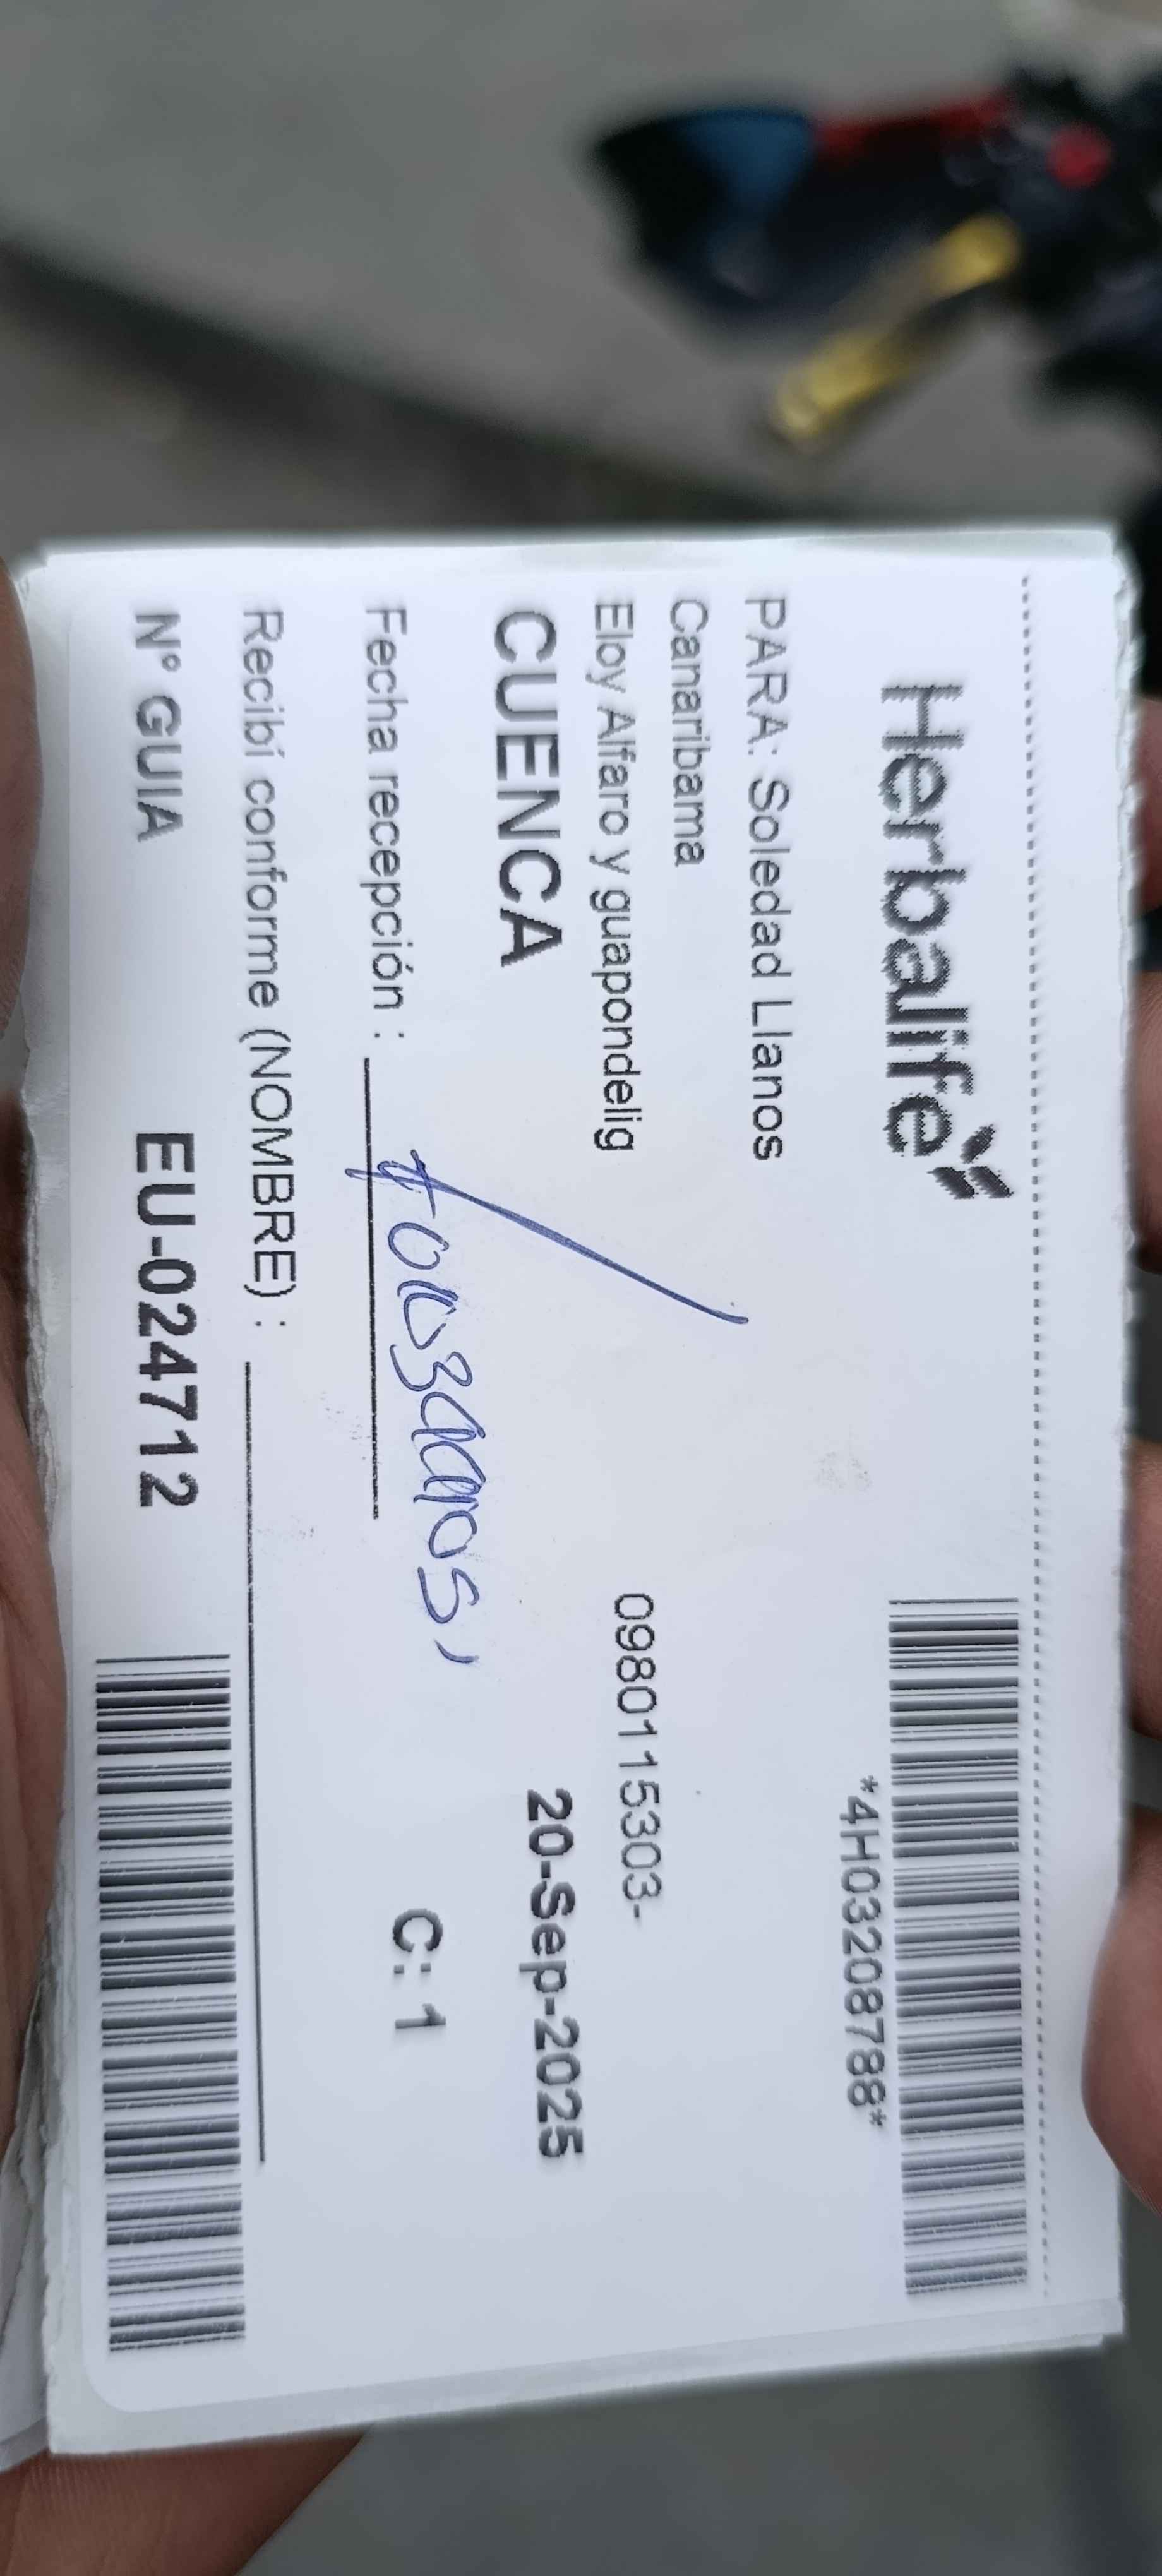 Herbalife
*4H03208788*
PARA: Soledad Llanos
Canaribama
Eloy Alfaro y guapondelig
0980115303-
CUENCA
20-Sep-2025
Fecha recepción :
C: 1
Recibí conforme (NOMBRE) :
N° GUIA EU-024712